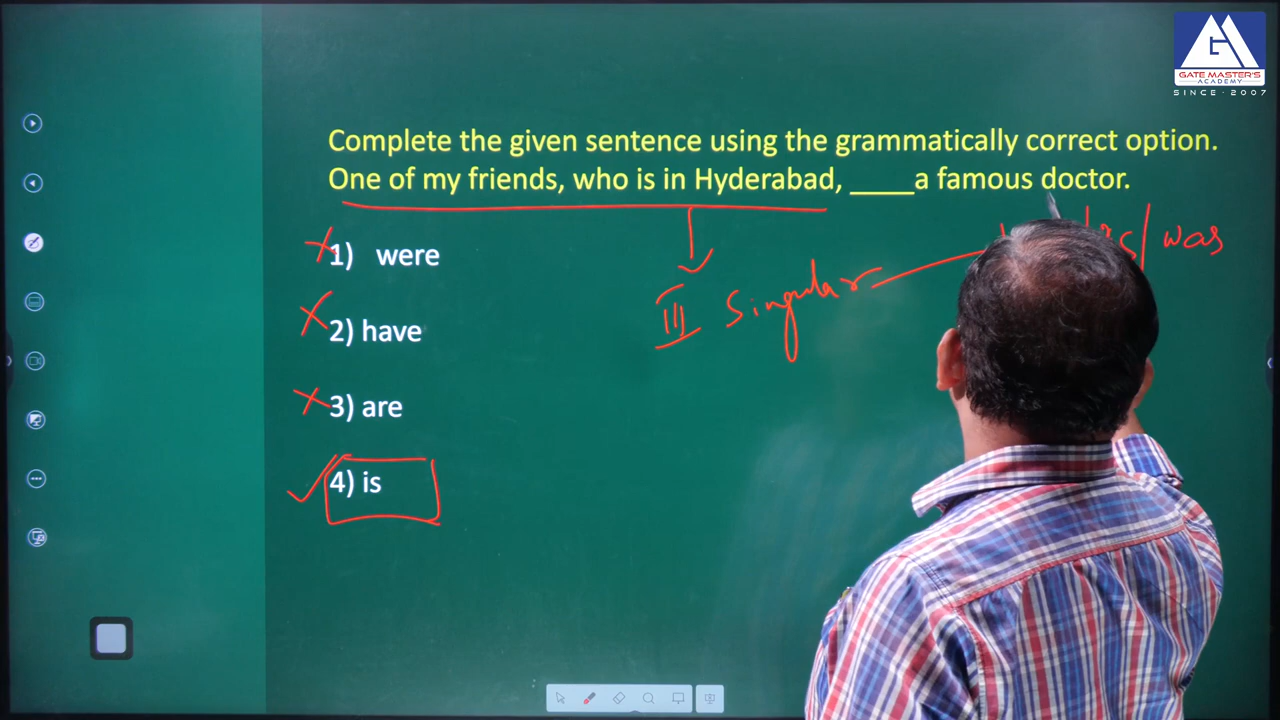 GATE MASTER'S
ACADEMY
SINCE · 2007
Complete the given sentence using the grammatically correct option.
One of my friends, who is in Hyderabad, ____a famous doctor.
1) were
2) have
3) are
4) is
III Singular
/ was